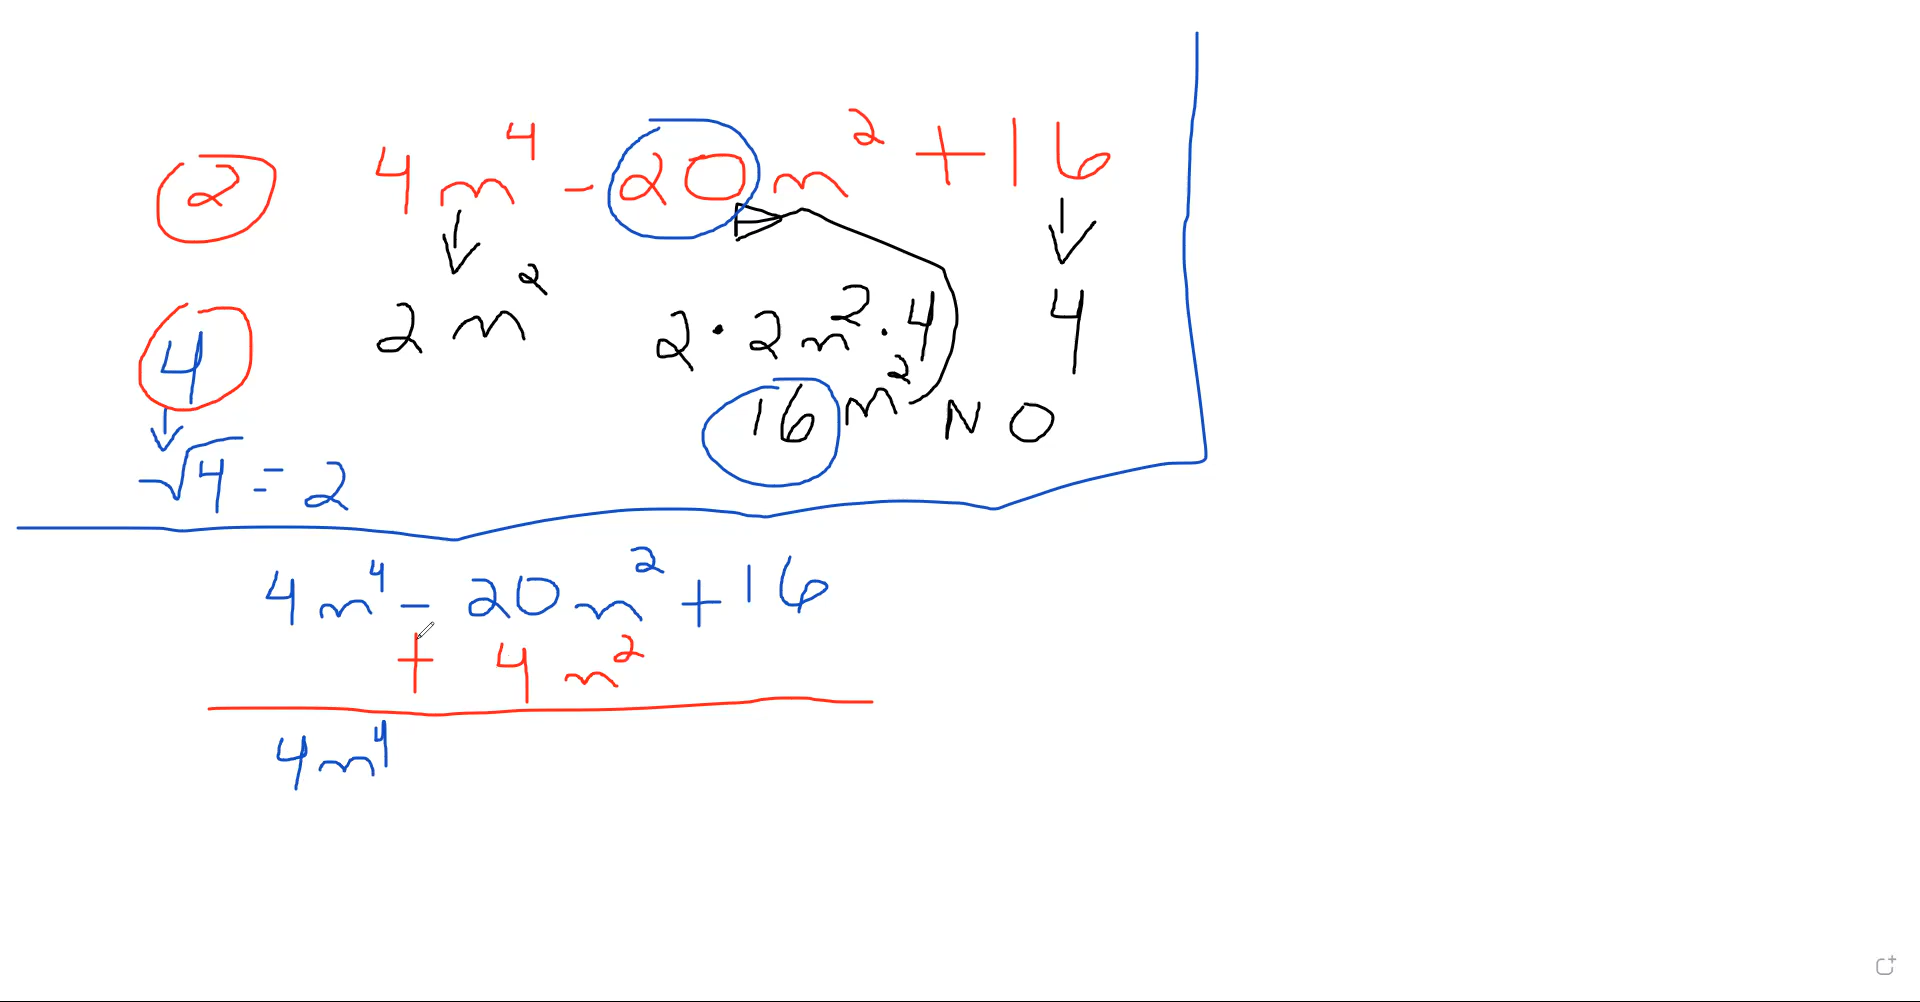 ② 4m⁴ - 20m² + 16
2m² 2 · 2m² · 4 4
④ 16m² NO
√4 = 2
4m⁴ - 20m² + 16
+ 4m²
4m⁴